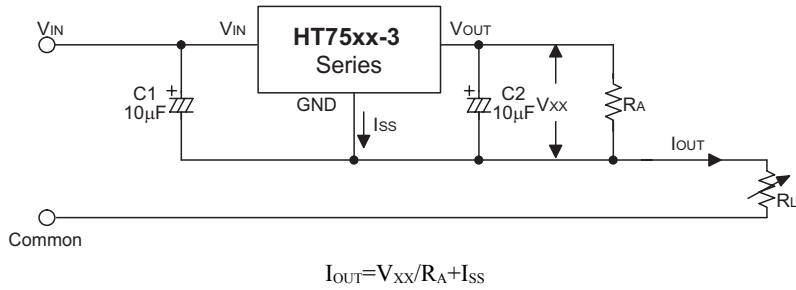 VIN
VIN
HT75xx-3
Series
VOUT
C1
10μF
GND
ISS
C2
10μF
VXX
RA
IOUT
RL
Common
IOUT=VXX/RA+ISS